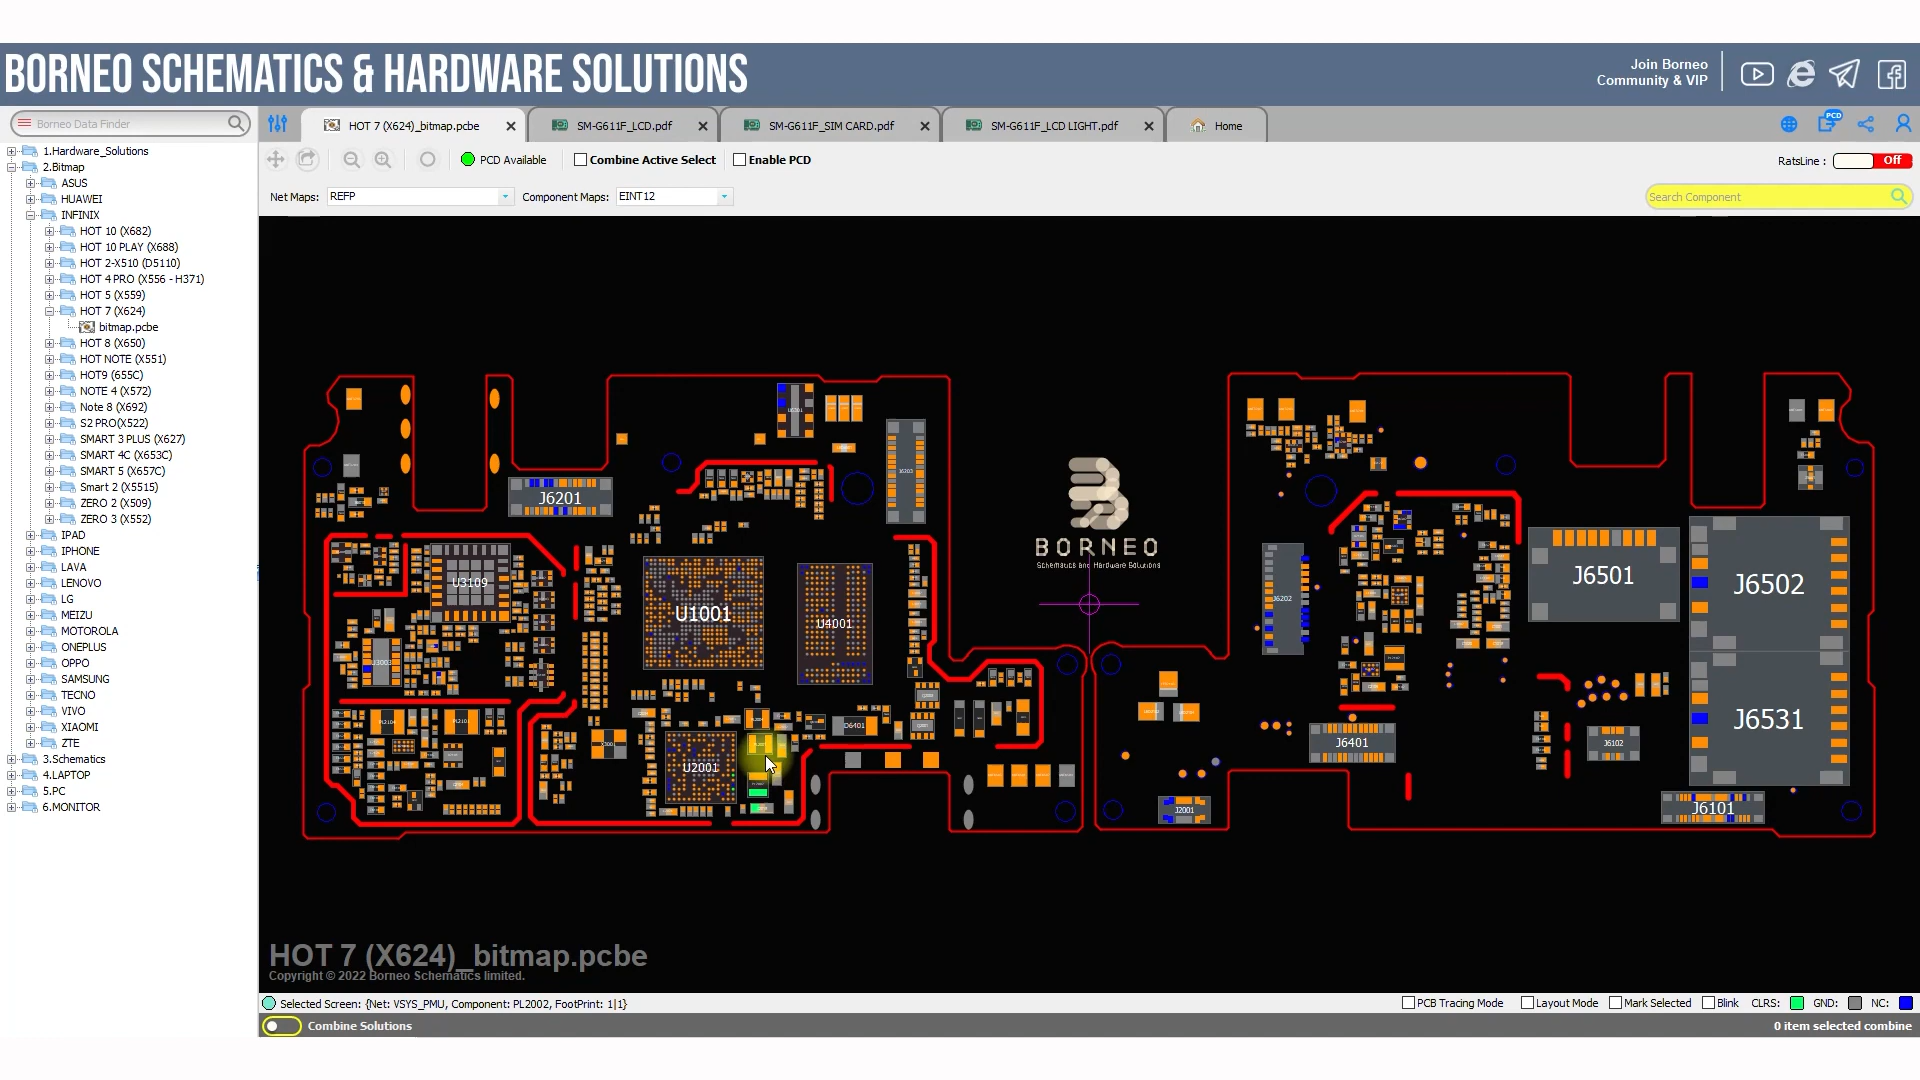 BORNEO SCHEMATICS & HARDWARE SOLUTIONS
Join Borneo
Community & VIP
Borneo Data Finder
HOT 7 (X624)_bitmap.pcbe
SM-G611F_LCD.pdf
SM-G611F_SIM CARD.pdf
SM-G611F_LCD LIGHT.pdf
Home
PCD
PCD Available
Combine Active Select
Enable PCD
RatsLine :
Off
Net Maps:
REFP
Component Maps:
EINT12
Search Component
1.Hardware_Solutions
2.Bitmap
ASUS
HUAWEI
INFINIX
HOT 10 (X682)
HOT 10 PLAY (X688)
HOT 2-X510 (D5110)
HOT 4 PRO (X556 - H371)
HOT 5 (X559)
HOT 7 (X624)
bitmap.pcbe
HOT 8 (X650)
HOT NOTE (X551)
HOT9 (655C)
NOTE 4 (X572)
Note 8 (X692)
S2 PRO(X522)
SMART 3 PLUS (X627)
SMART 4C (X653C)
SMART 5 (X657C)
Smart 2 (X5515)
ZERO 2 (X509)
ZERO 3 (X552)
IPAD
IPHONE
LAVA
LENOVO
LG
MEIZU
MOTOROLA
ONEPLUS
OPPO
SAMSUNG
TECNO
VIVO
XIAOMI
ZTE
3.Schematics
4.LAPTOP
5.PC
6.MONITOR
J6201
J6203
U3109
U1001
U4001
U3003
U2001
D6401
BORNEO
Schematics and Hardware Solutions
J6202
J6501
J6502
J6531
J6401
J6102
J2001
J6101
HOT 7 (X624)_bitmap.pcbe
Copyright © 2022 Borneo Schematics limited.
Selected Screen: {Net: VSYS_PMU, Component: PL2002, FootPrint: 1|1}
PCB Tracing Mode
Layout Mode
Mark Selected
Blink
CLRS:
GND:
NC:
Combine Solutions
0 item selected combine